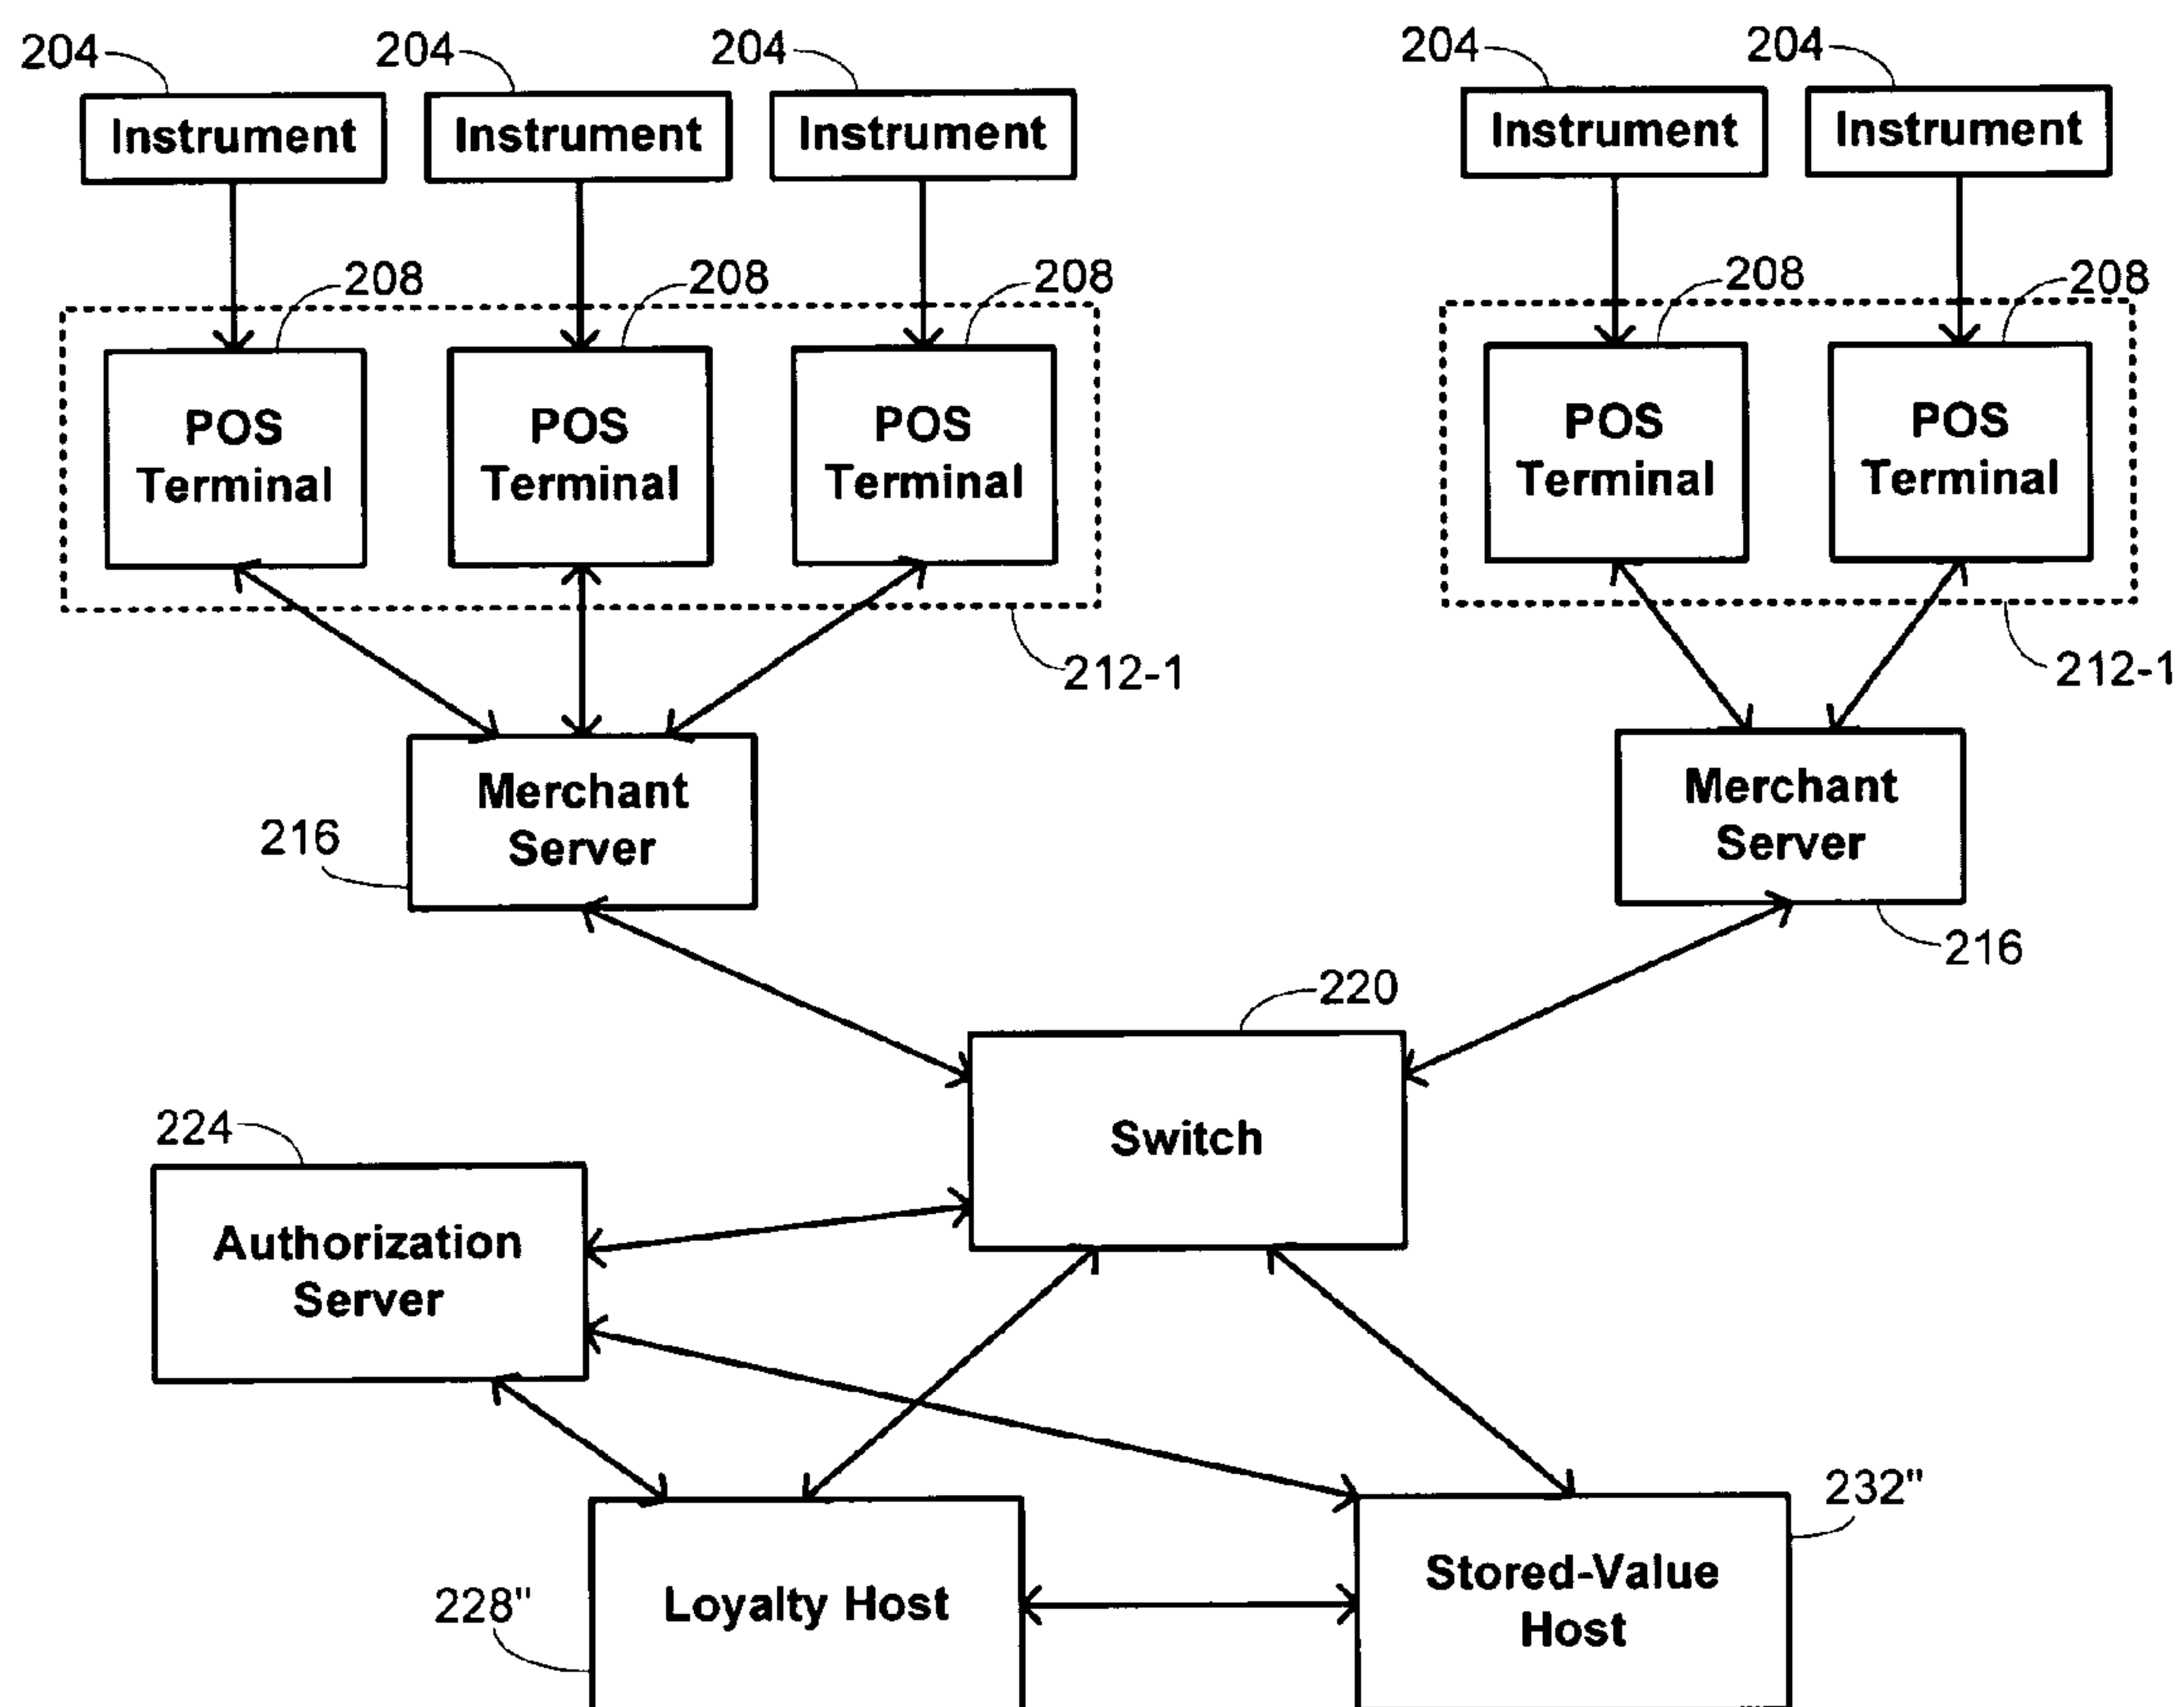 204 204 204 204 204
Instrument Instrument Instrument Instrument Instrument
208 208 208 208 208
POS POS POS POS POS
Terminal Terminal Terminal Terminal Terminal
212-1 212-1
Merchant Merchant
Server Server
216
216
220
Switch
224
Authorization
Server
232"
Stored-Value
Host
Loyalty Host
228"